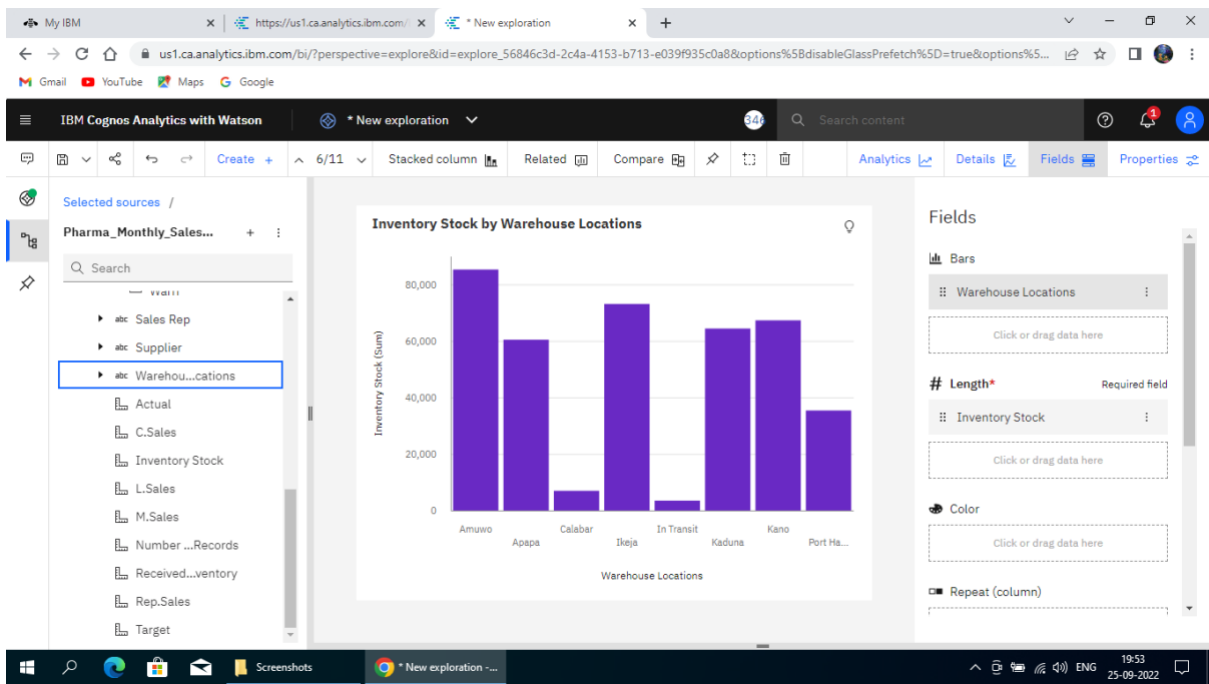 My IBM
https://us1.ca.analytics.ibm.com/
* New exploration
us1.ca.analytics.ibm.com/bi/?perspective=explore&id=explore_56846c3d-2c4a-4153-b713-e039f935c0a8&options%5BdisableGlassPrefetch%5D=true&options%5...
Gmail YouTube Maps Google
IBM Cognos Analytics with Watson
* New exploration
346
Search content
1
Create +
6/11
Stacked column
Related
Compare
Analytics
Details
Fields
Properties
Selected sources /
Pharma_Monthly_Sales...
Search
abc Sales Rep
abc Supplier
abc Warehou...cations
Actual
C.Sales
Inventory Stock
L.Sales
M.Sales
Number ...Records
Received...ventory
Rep.Sales
Target
Inventory Stock by Warehouse Locations
Inventory Stock (Sum)
80,000
60,000
40,000
20,000
0
Amuwo
Apapa
Calabar
Ikeja
In Transit
Kaduna
Kano
Port Ha...
Warehouse Locations
Fields
Bars
Warehouse Locations
Click or drag data here
# Length*
Required field
Inventory Stock
Click or drag data here
Color
Click or drag data here
Repeat (column)
Screenshots
* New exploration -...
ENG
19:53
25-09-2022